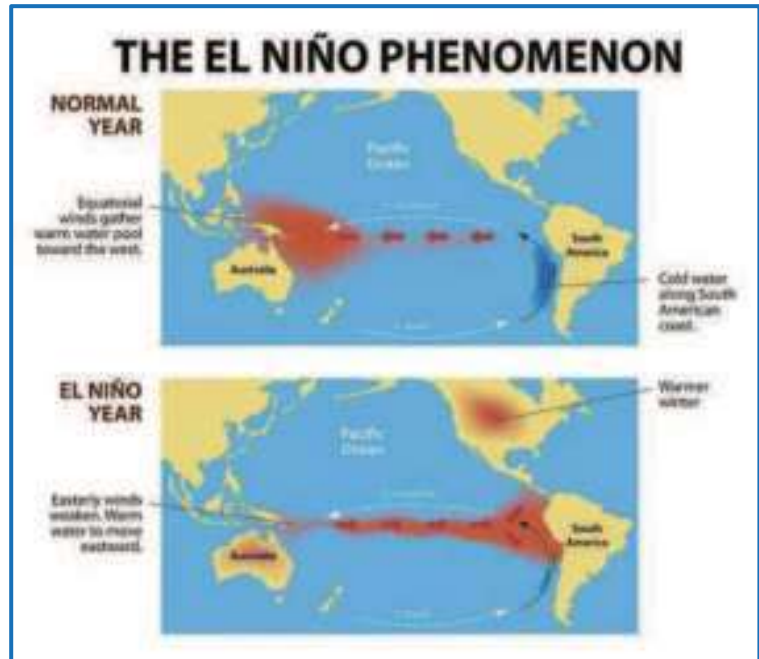 THE EL NIÑO PHENOMENON
NORMAL
YEAR
Pacific
Ocean
Equatorial
winds gather
warm water pool
toward the west.
Australia
South
America
Cold water
along South
American
coast.
EL NIÑO
YEAR
Warmer
winter
Pacific
Ocean
Easterly winds
weaken. Warm
water to move
eastward.
Australia
South
America